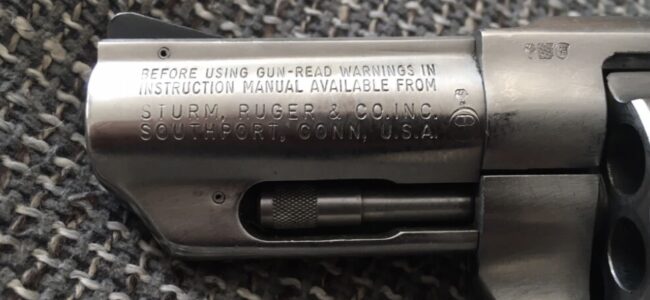 BEFORE USING GUN-READ WARNINGS IN
INSTRUCTION MANUAL AVAILABLE FROM
STURM, RUGER & CO.INC.
SOUTHPORT, CONN, U.S.A.